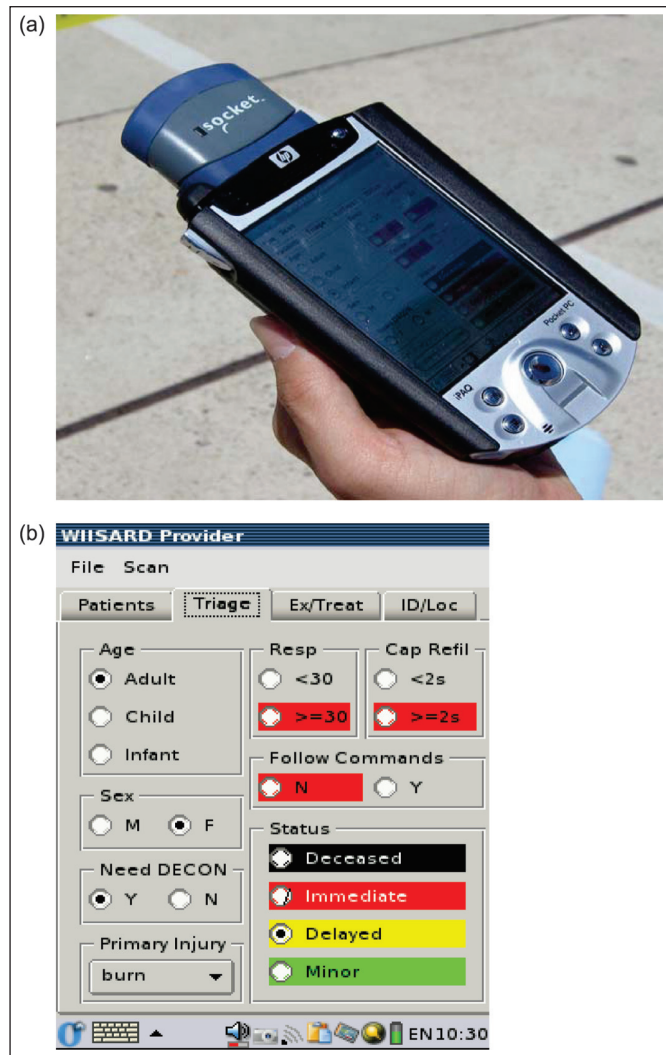 (a)
socket.
hp
iPAQ
Pocket PC
(b)
WIISARD Provider
File Scan
Patients Triage Ex/Treat ID/Loc
Age
Adult
Child
Infant
Resp
<30
>=30
Cap Refil
<2s
>=2s
Follow Commands
N Y
Sex
M F
Need DECON
Y N
Primary Injury
burn
Status
Deceased
Immediate
Delayed
Minor
EN 10:30